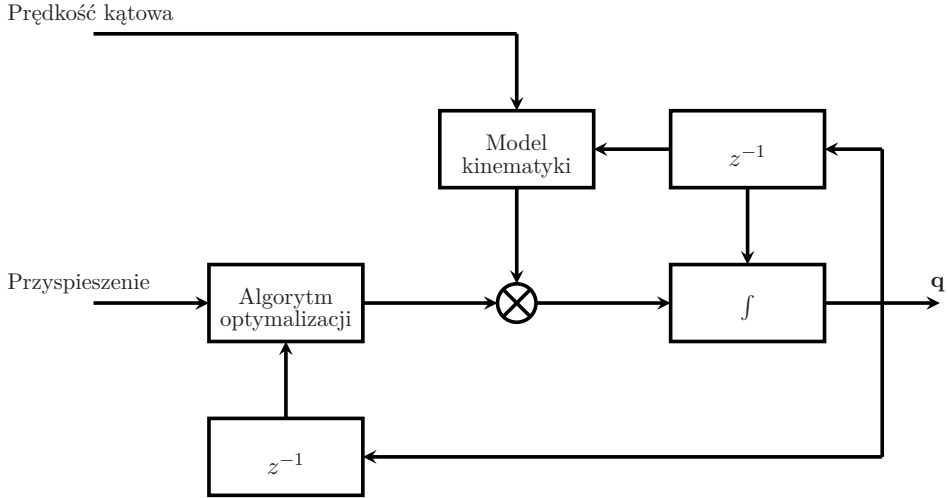 Prędkość kątowa
Model
kinematyki
z⁻¹
Przyspieszenie
Algorytm
optymalizacji
∫
q
z⁻¹